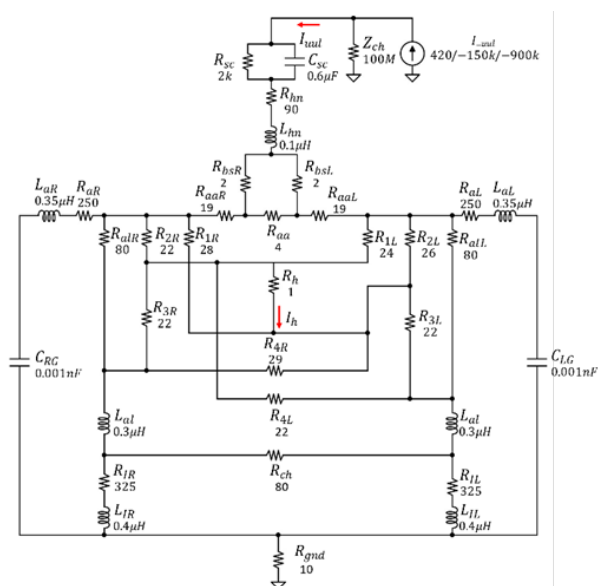 I_uul
R_sc
2k
C_sc
0.6μF
Z_ch
100M
I_uul
420/−150k/−900k
R_hn
90
L_hn
0.1μH
R_bsR
2
R_bsL
2
L_aR
0.35μH
R_aR
250
R_aaR
19
R_aa
4
R_aaL
19
R_aL
250
L_aL
0.35μH
R_alR
80
R_2R
22
R_1R
28
R_1L
24
R_2L
26
R_alL
80
R_h
1
R_3R
22
I_h
R_3L
22
R_4R
29
C_RG
0.001nF
C_LG
0.001nF
R_4L
22
L_al
0.3μH
L_al
0.3μH
R_lR
325
R_ch
80
R_lL
325
L_lR
0.4μH
L_lL
0.4μH
R_gnd
10